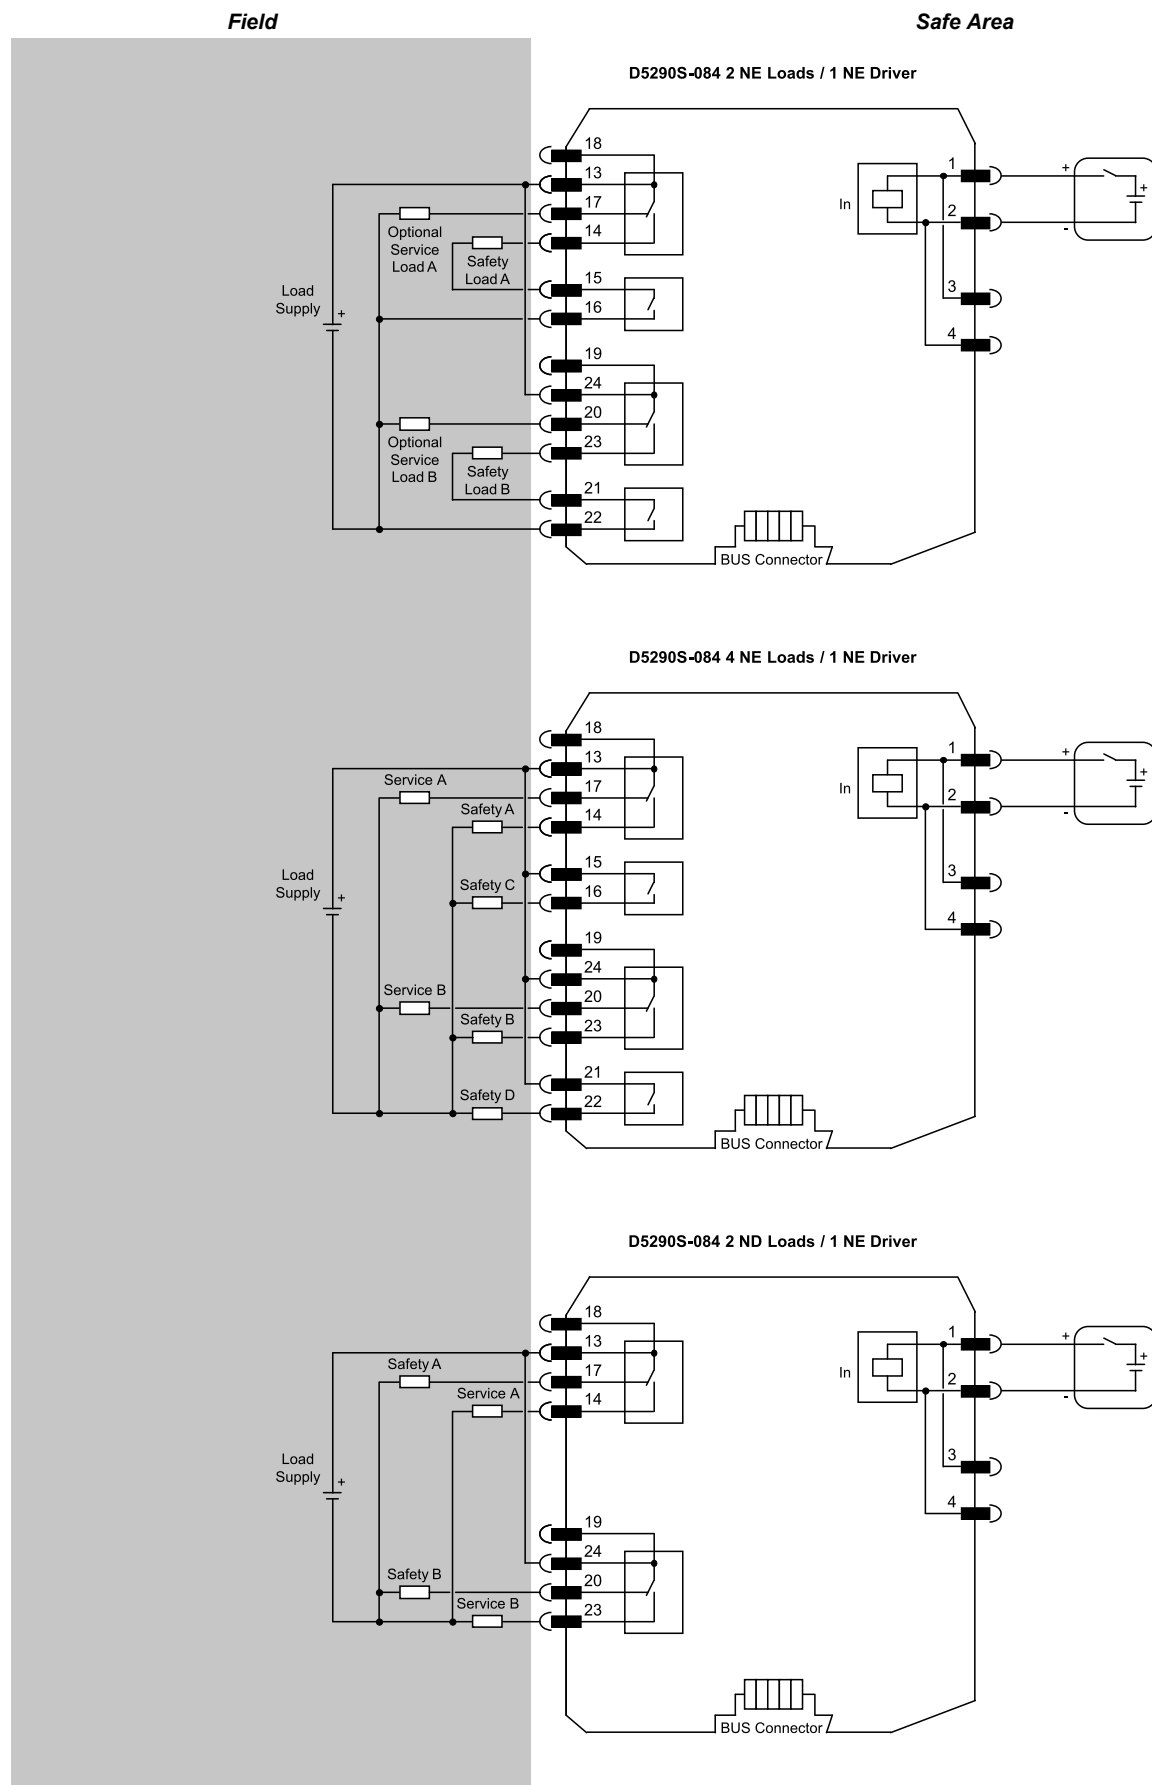 Field
Safe Area
D5290S-084 2 NE Loads / 1 NE Driver
18
13
17
14
15
16
19
24
20
23
21
22
Optional
Service
Load A
Safety
Load A
Load
Supply
+
Optional
Service
Load B
Safety
Load B
In
1
2
3
4
+
-
+
BUS Connector
D5290S-084 4 NE Loads / 1 NE Driver
18
13
17
14
15
16
19
24
20
23
21
22
Service A
Safety A
Load
Supply
+
Safety C
Service B
Safety B
Safety D
In
1
2
3
4
+
-
+
BUS Connector
D5290S-084 2 ND Loads / 1 NE Driver
18
13
17
14
19
24
20
23
Safety A
Service A
Load
Supply
+
Safety B
Service B
In
1
2
3
4
+
-
+
BUS Connector